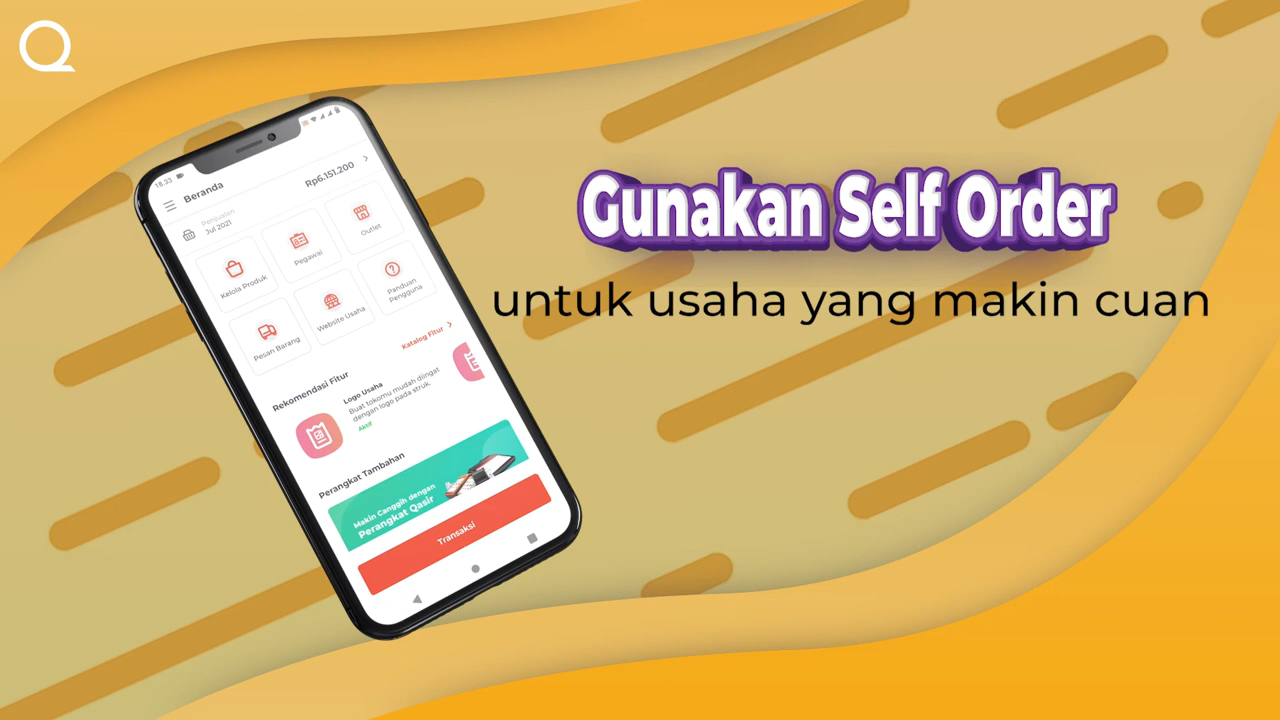 Q
Gunakan Self Order
untuk usaha yang makin cuan
18.33
Beranda
Penjualan
Jul 2021
Rp6.151.200
Kelola Produk
Pegawai
Outlet
Pesan Barang
Website Usaha
Panduan
Pengguna
Rekomendasi Fitur
Katalog Fitur
Logo Usaha
Buat tokomu mudah diingat
dengan logo pada struk.
Aktif
Perangkat Tambahan
Makin Canggih dengan
Perangkat Qasir
Transaksi